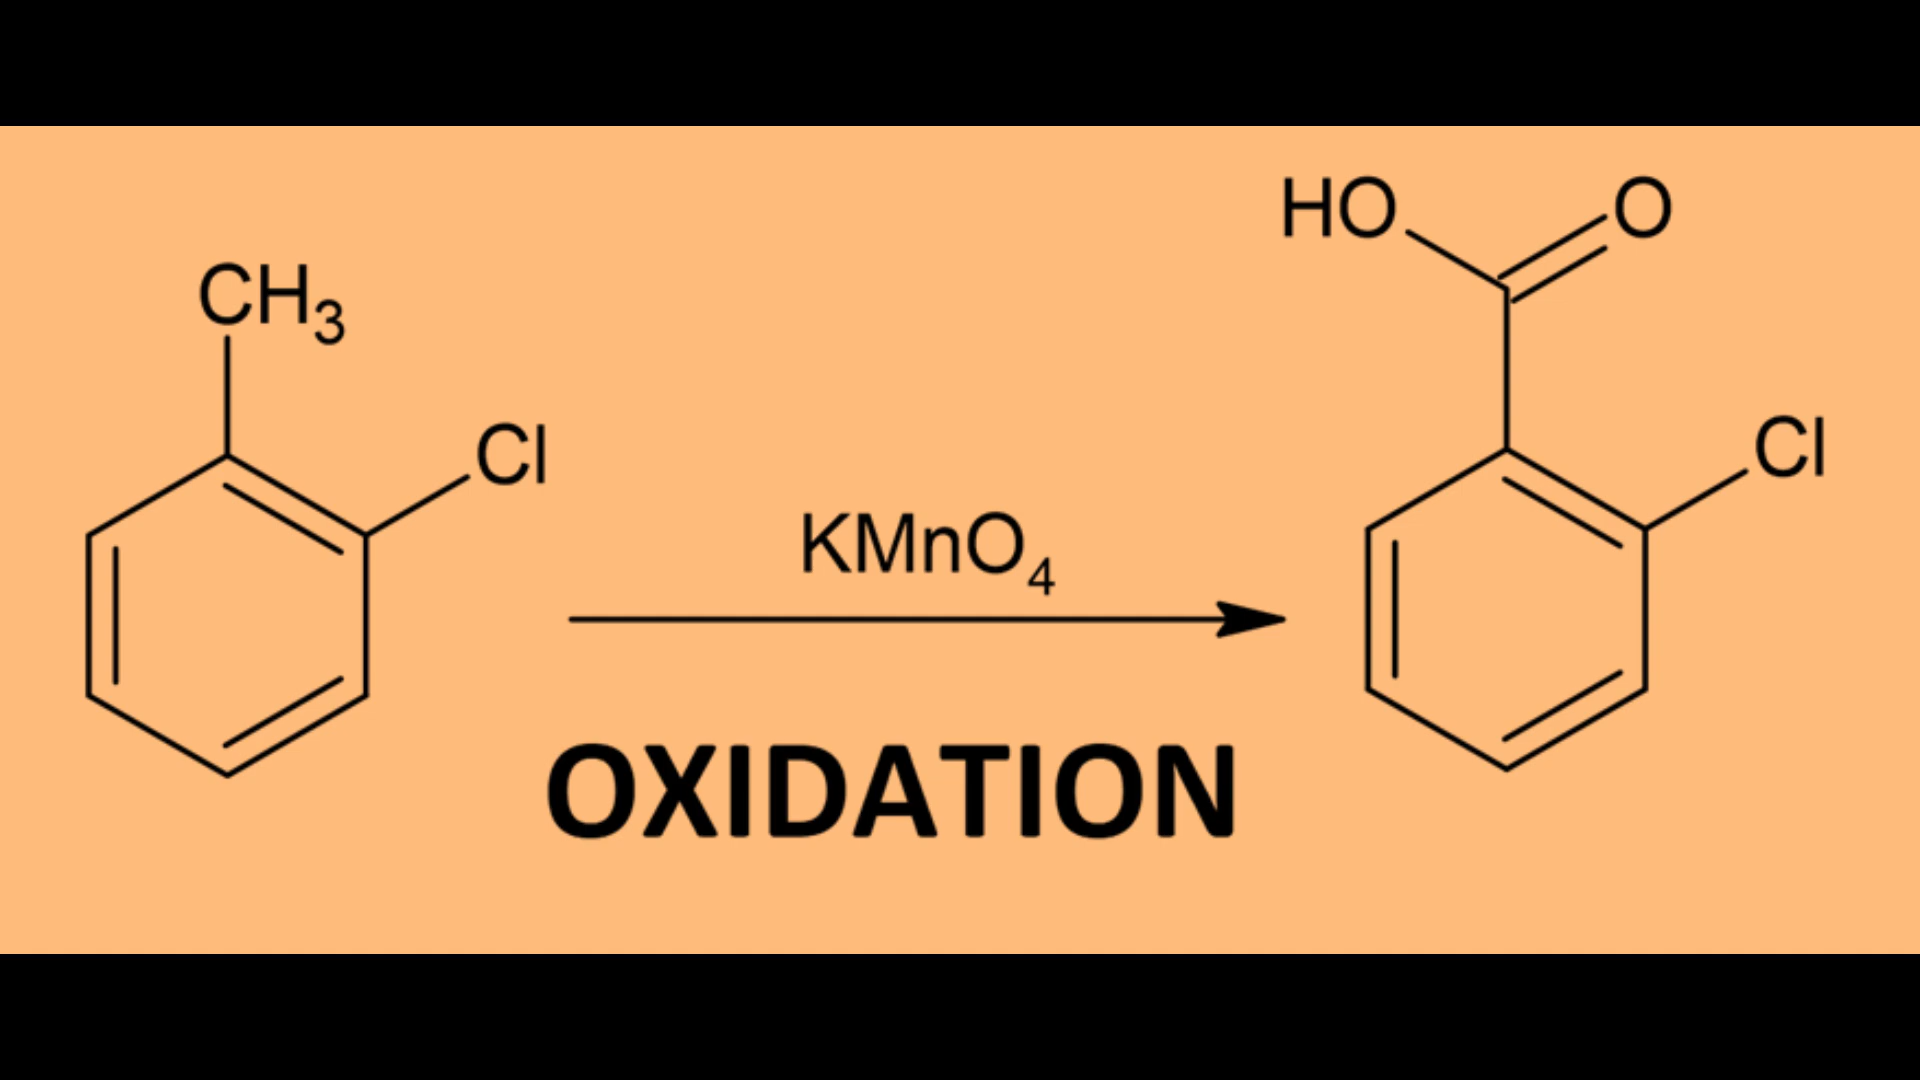 CH₃
Cl
KMnO₄
OXIDATION
HO
O
Cl